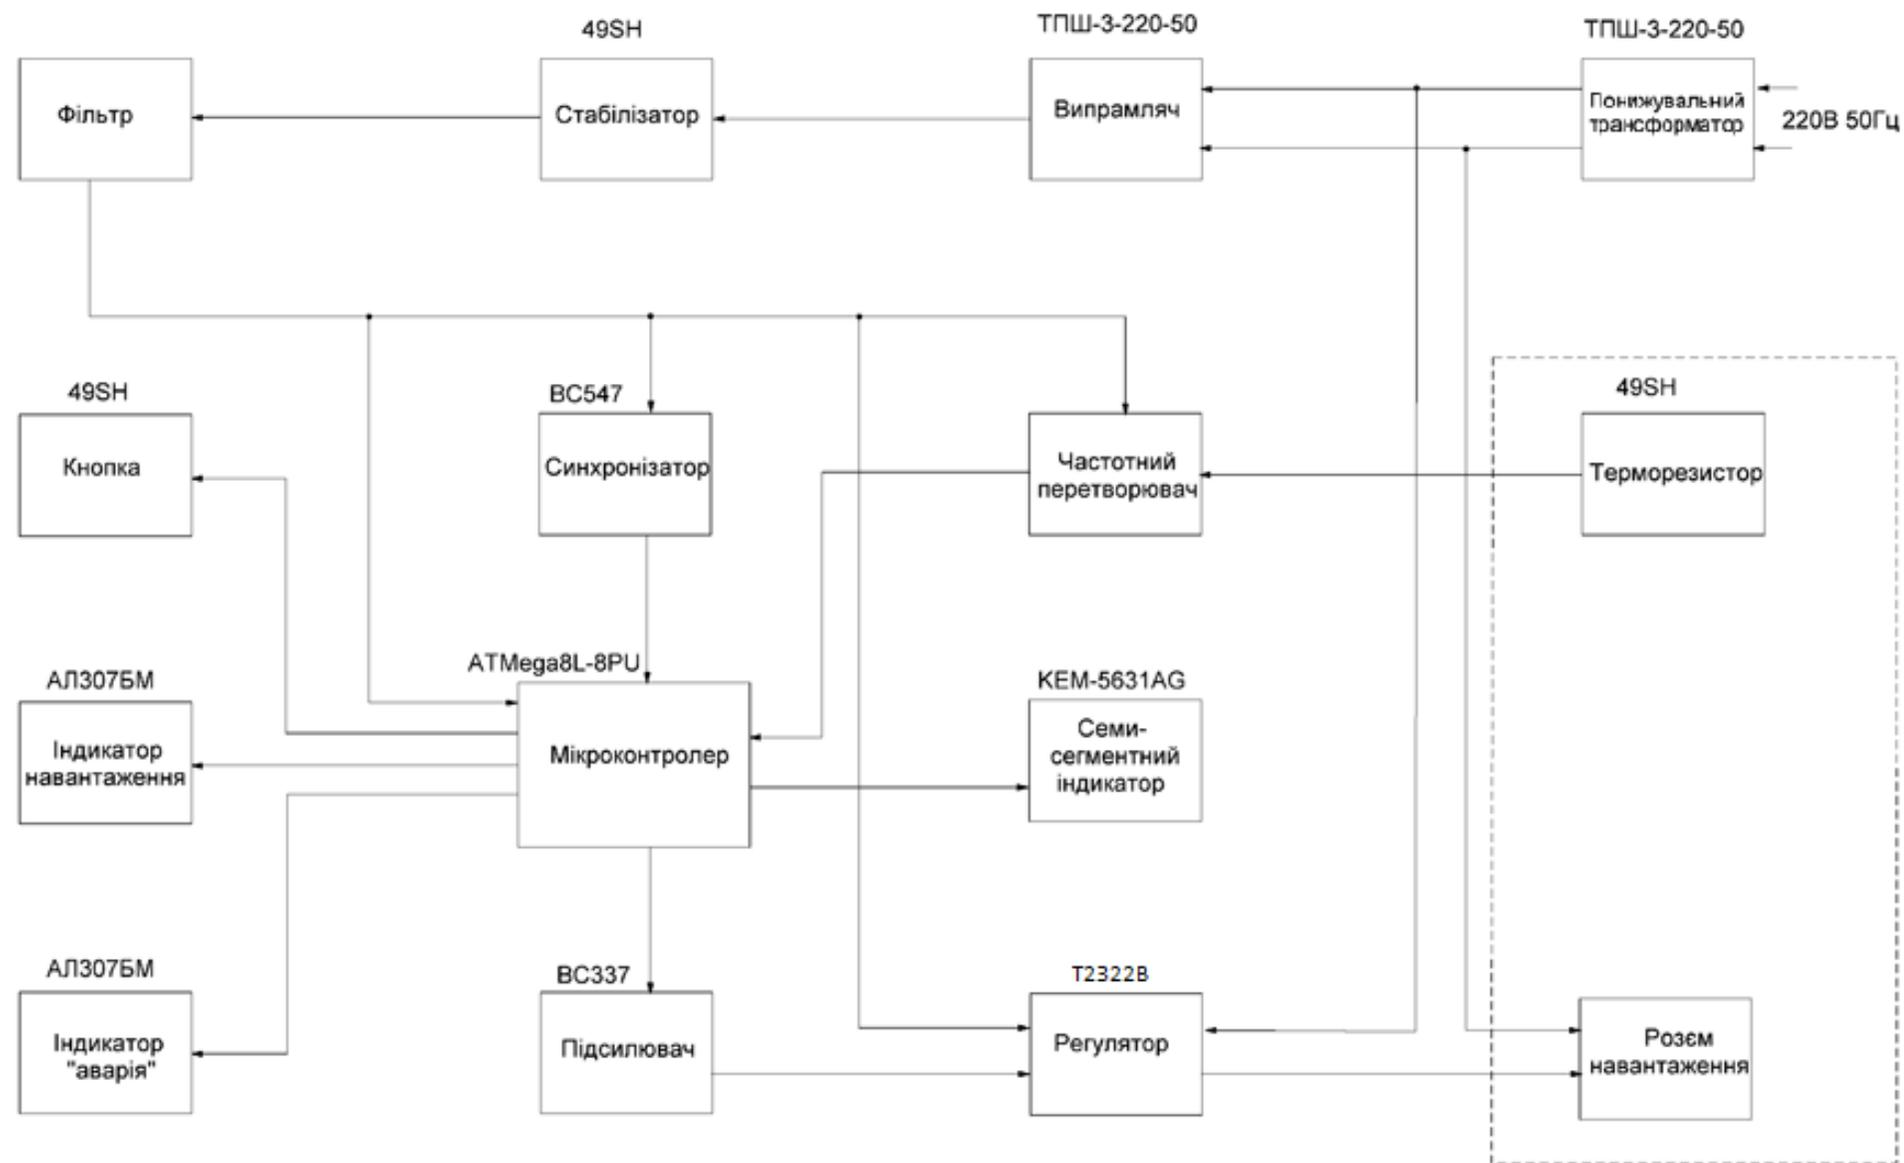 49SH
ТПШ-3-220-50
ТПШ-3-220-50
Фільтр
Стабілізатор
Випрамляч
Понижувальний
трансформатор
220В 50Гц
49SH
BC547
49SH
Кнопка
Синхронізатор
Частотний
перетворювач
Терморезистор
АЛ307БМ
ATMega8L-8PU
KEM-5631AG
Індикатор
навантаження
Мікроконтролер
Семи-
сегментний
індикатор
АЛ307БМ
BC337
T2322B
Індикатор
"аварія"
Підсилювач
Регулятор
Розєм
навантаження